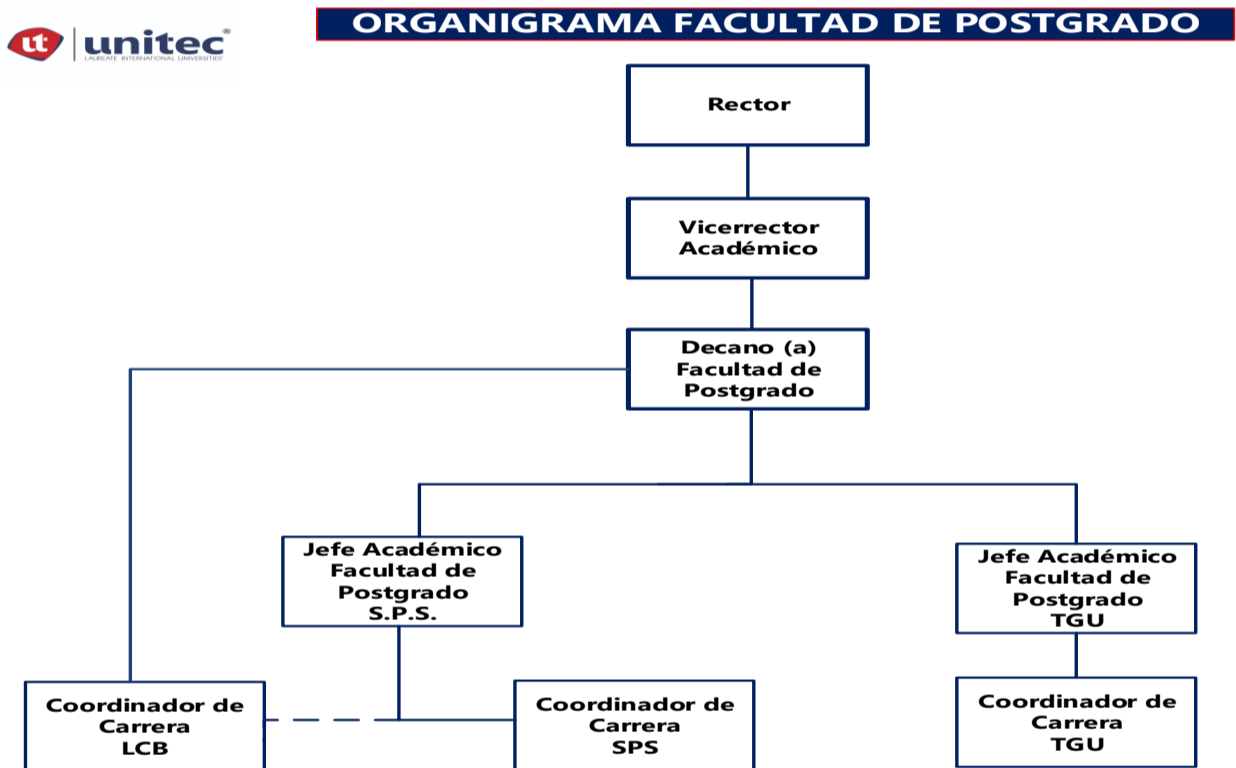 ORGANIGRAMA FACULTAD DE POSTGRADO
ut unitec®
LAUREATE INTERNATIONAL UNIVERSITIES®
Rector
Vicerrector
Académico
Decano (a)
Facultad de
Postgrado
Jefe Académico
Facultad de
Postgrado
S.P.S.
Jefe Académico
Facultad de
Postgrado
TGU
Coordinador de
Carrera
LCB
Coordinador de
Carrera
SPS
Coordinador de
Carrera
TGU